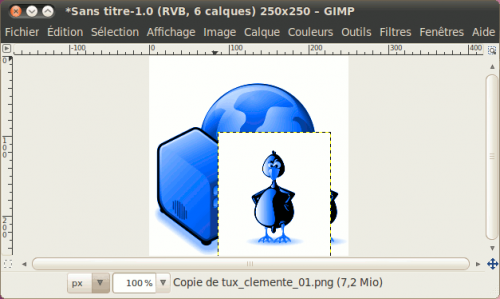 *Sans titre-1.0 (RVB, 6 calques) 250x250 – GIMP
Fichier Édition Sélection Affichage Image Calque Couleurs Outils Filtres Fenêtres Aide
-100 0 100 200 300 400
0
100
200
px 100% Copie de tux_clemente_01.png (7,2 Mio)